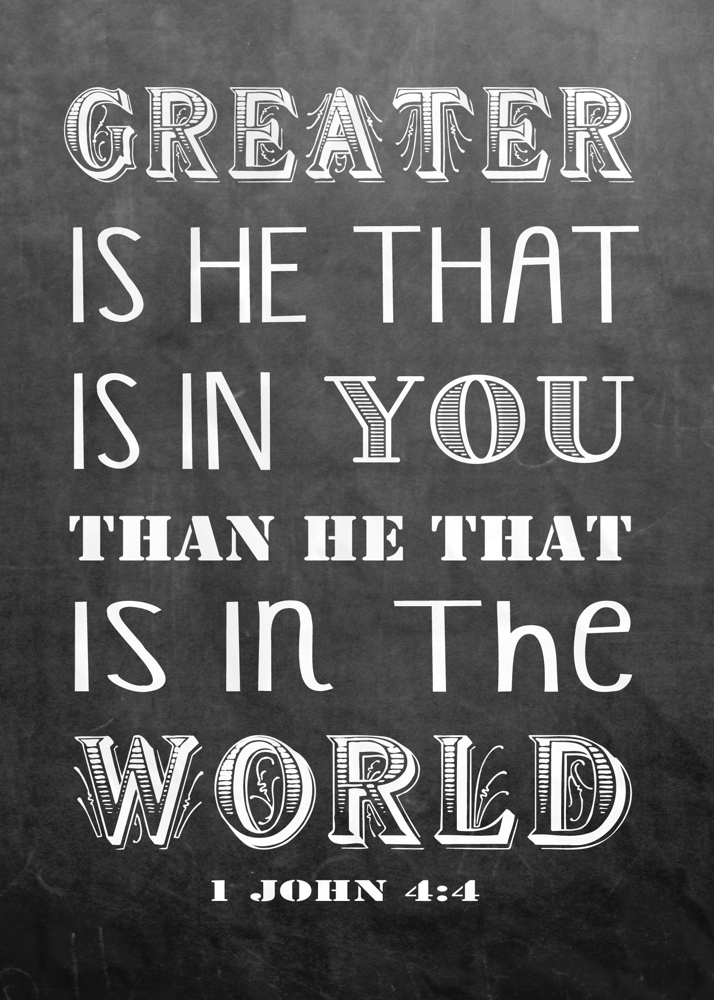 GREATER
IS HE THAT
IS IN YOU
THAN HE THAT
IS In The
WORLD
1 JOHN 4:4